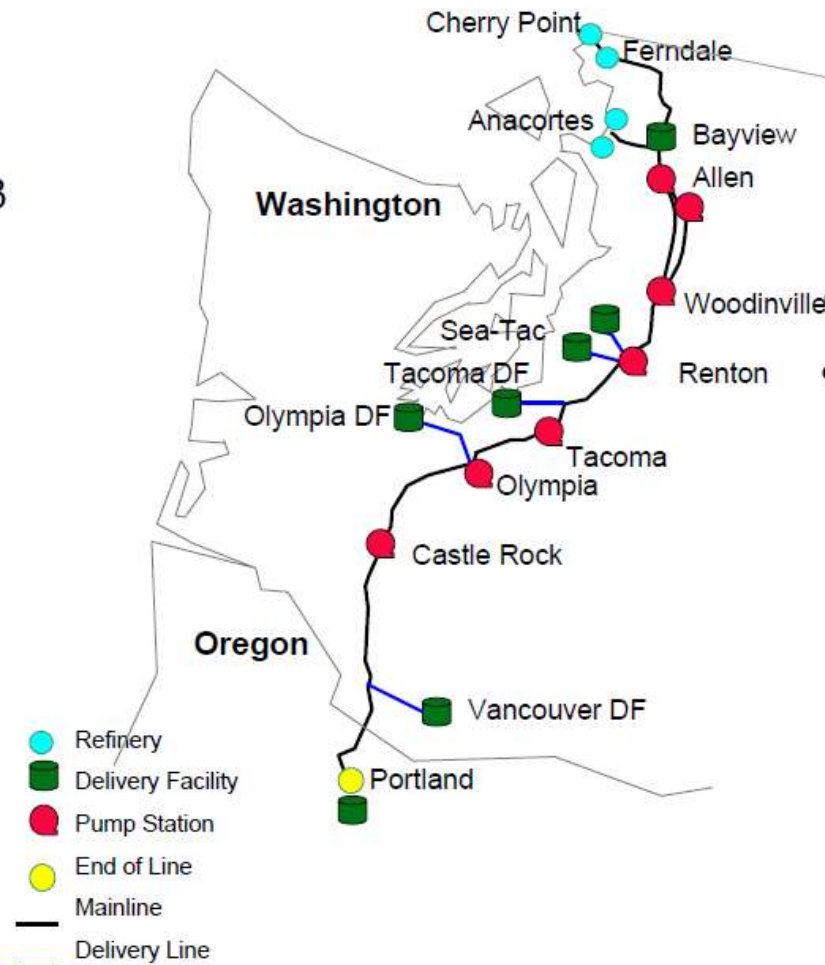 Cherry Point
Ferndale
Anacortes
Bayview
Allen
Washington
Woodinville
Sea-Tac
Tacoma DF
Renton
Olympia DF
Tacoma
Olympia
Castle Rock
Oregon
Vancouver DF
Portland
Refinery
Delivery Facility
Pump Station
End of Line
Mainline
Delivery Line